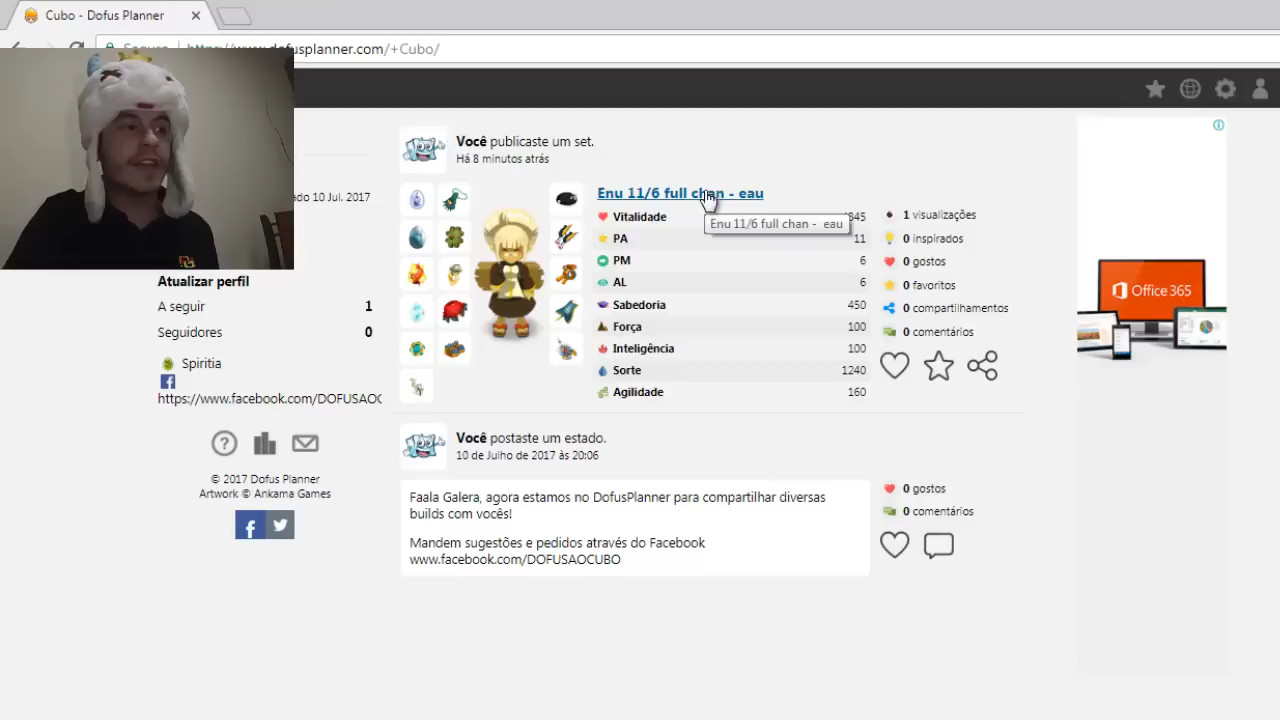 Cubo - Dofus Planner
https://www.dofusplanner.com/+Cubo/
ado 10 Jul. 2017
Atualizar perfil
A seguir 1
Seguidores 0
Spiritia
https://www.facebook.com/DOFUSAOC
© 2017 Dofus Planner
Artwork © Ankama Games
Você publicaste um set.
Há 8 minutos atrás
Enu 11/6 full chan - eau
Enu 11/6 full chan - eau
Vitalidade 845
PA 11
PM 6
AL 6
Sabedoria 450
Força 100
Inteligência 100
Sorte 1240
Agilidade 160
1 visualizações
0 inspirados
0 gostos
0 favoritos
0 compartilhamentos
0 comentários
Você postaste um estado.
10 de Julho de 2017 às 20:06
Faala Galera, agora estamos no DofusPlanner para compartilhar diversas
builds com vocês!
Mandem sugestões e pedidos através do Facebook
www.facebook.com/DOFUSAOCUBO
0 gostos
0 comentários
Office 365